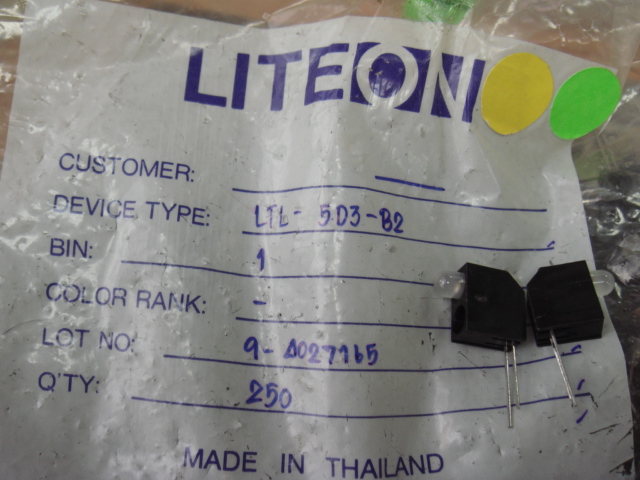 LITEON
CUSTOMER:
DEVICE TYPE: LTL- 5D3-B2
BIN: 1
COLOR RANK: -
LOT NO: 9-A027165
Q'TY: 250
MADE IN THAILAND